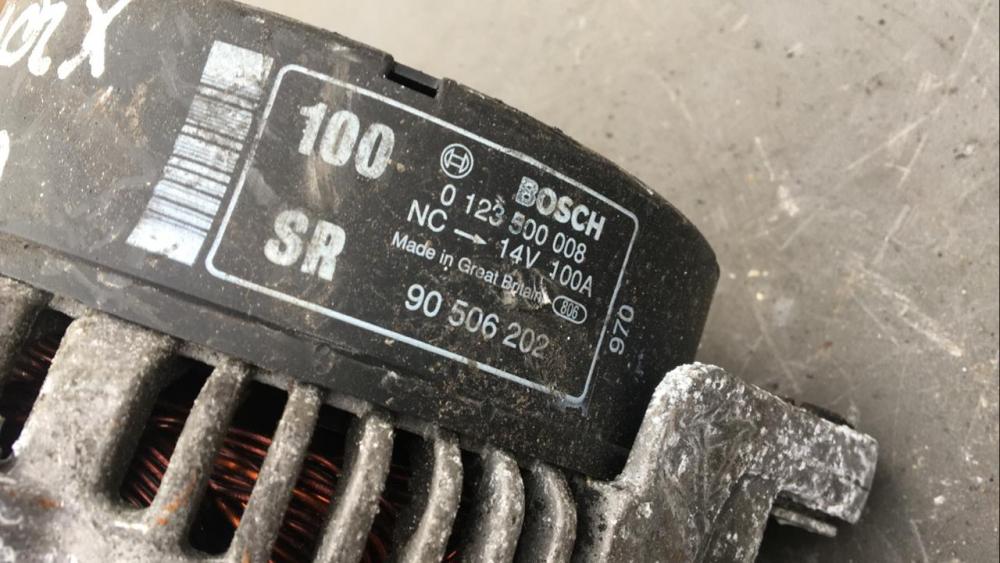 100
SR
BOSCH
0 123 500 008
NC → 14V 100A
Made in Great Britain 806
90 506 202
970